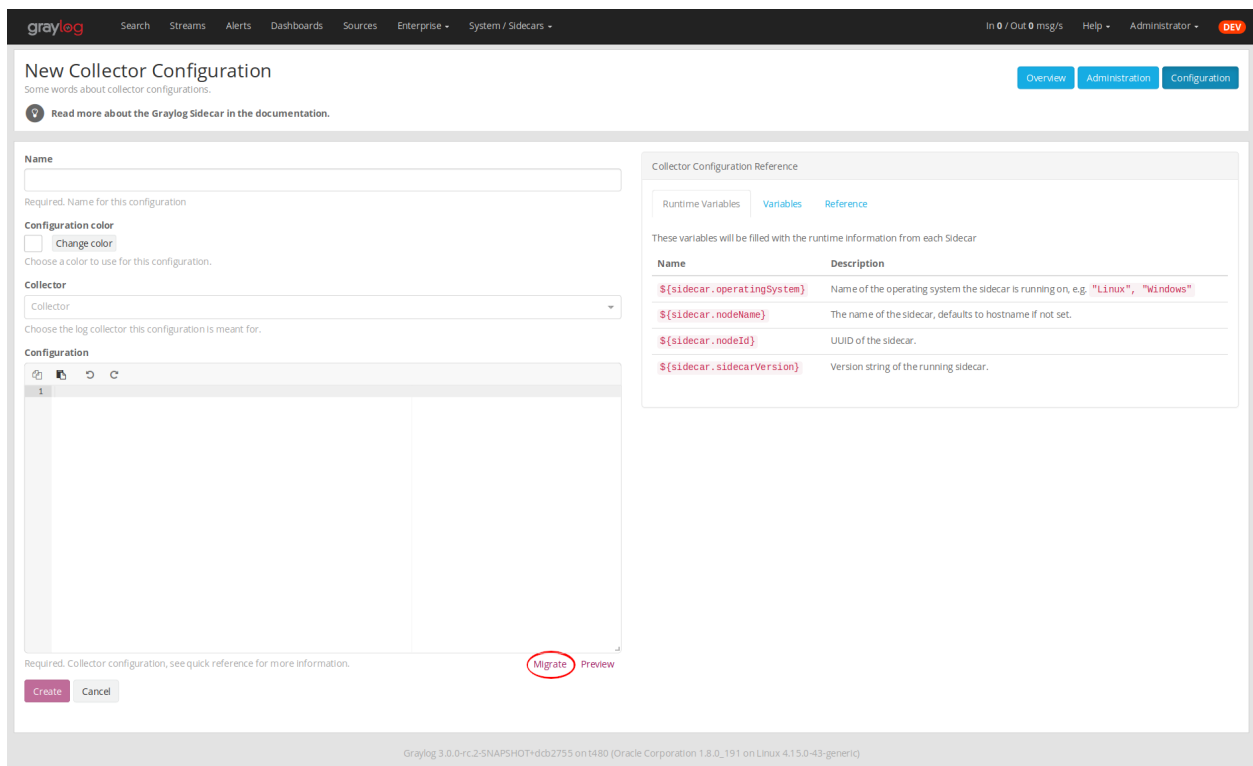 graylog Search Streams Alerts Dashboards Sources Enterprise System / Sidecars In 0 / Out 0 msg/s Help Administrator DEV
New Collector Configuration
Some words about collector configurations.
Overview Administration Configuration
Read more about the Graylog Sidecar in the documentation.
Name
Required. Name for this configuration
Configuration color
Change color
Choose a color to use for this configuration.
Collector
Collector
Choose the log collector this configuration is meant for.
Configuration
1
Required. Collector configuration, see quick reference for more information.
Migrate Preview
Create Cancel
Collector Configuration Reference
Runtime Variables Variables Reference
These variables will be filled with the runtime information from each Sidecar
Name Description
${sidecar.operatingSystem} Name of the operating system the sidecar is running on, e.g. "Linux", "Windows"
${sidecar.nodeName} The name of the sidecar, defaults to hostname if not set.
${sidecar.nodeId} UUID of the sidecar.
${sidecar.sidecarVersion} Version string of the running sidecar.
Graylog 3.0.0-rc.2-SNAPSHOT+dcb2755 on t480 (Oracle Corporation 1.8.0_191 on Linux 4.15.0-43-generic)